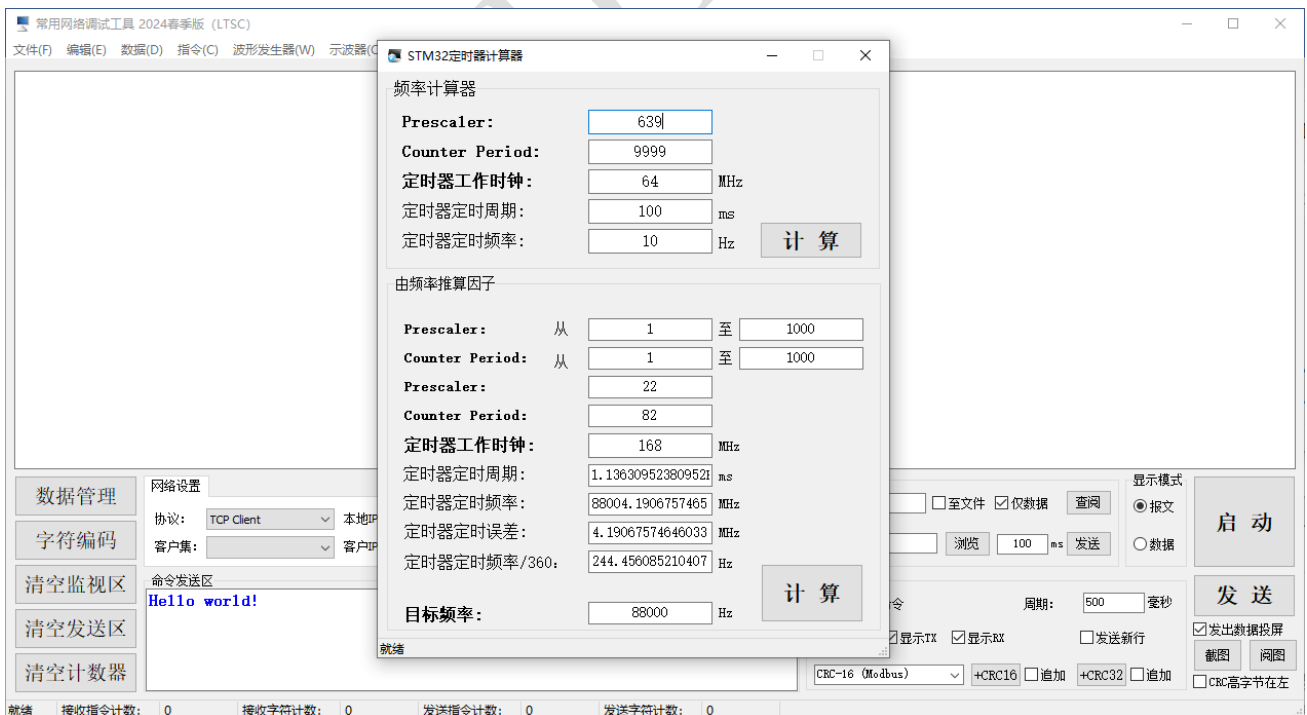 常用网络调试工具 2024春季版 (LTSC)
文件(F) 编辑(E) 数据(D) 指令(C) 波形发生器(W) 示波器(
STM32定时器计算器
频率计算器
Prescaler: 639
Counter Period: 9999
定时器工作时钟: 64 MHz
定时器定时周期: 100 ms
定时器定时频率: 10 Hz
计 算
由频率推算因子
Prescaler: 从 1 至 1000
Counter Period: 从 1 至 1000
Prescaler: 22
Counter Period: 82
定时器工作时钟: 168 MHz
定时器定时周期: 1.1363095238095 ms
定时器定时频率: 88004.1906757465 MHz
定时器定时误差: 4.19067574646033 MHz
定时器定时频率/360: 244.456085210407 Hz
计 算
目标频率: 88000 Hz
就绪
数据管理
字符编码
清空监视区
清空发送区
清空计数器
网络设置
协议: TCP Client 本地IP
客户集: 客户IP
命令发送区
Hello world!
至文件 仅数据 查阅
浏览 100 ms 发送
显示模式
报文
数据
启 动
令 周期: 500 毫秒
显示TX 显示RX 发送新行
CRC-16 (Modbus) +CRC16 追加 +CRC32 追加
发 送
发出数据投屏
截图 阅图
CRC高字节在左
就绪 接收指令计数: 0 接收字符计数: 0 发送指令计数: 0 发送字符计数: 0